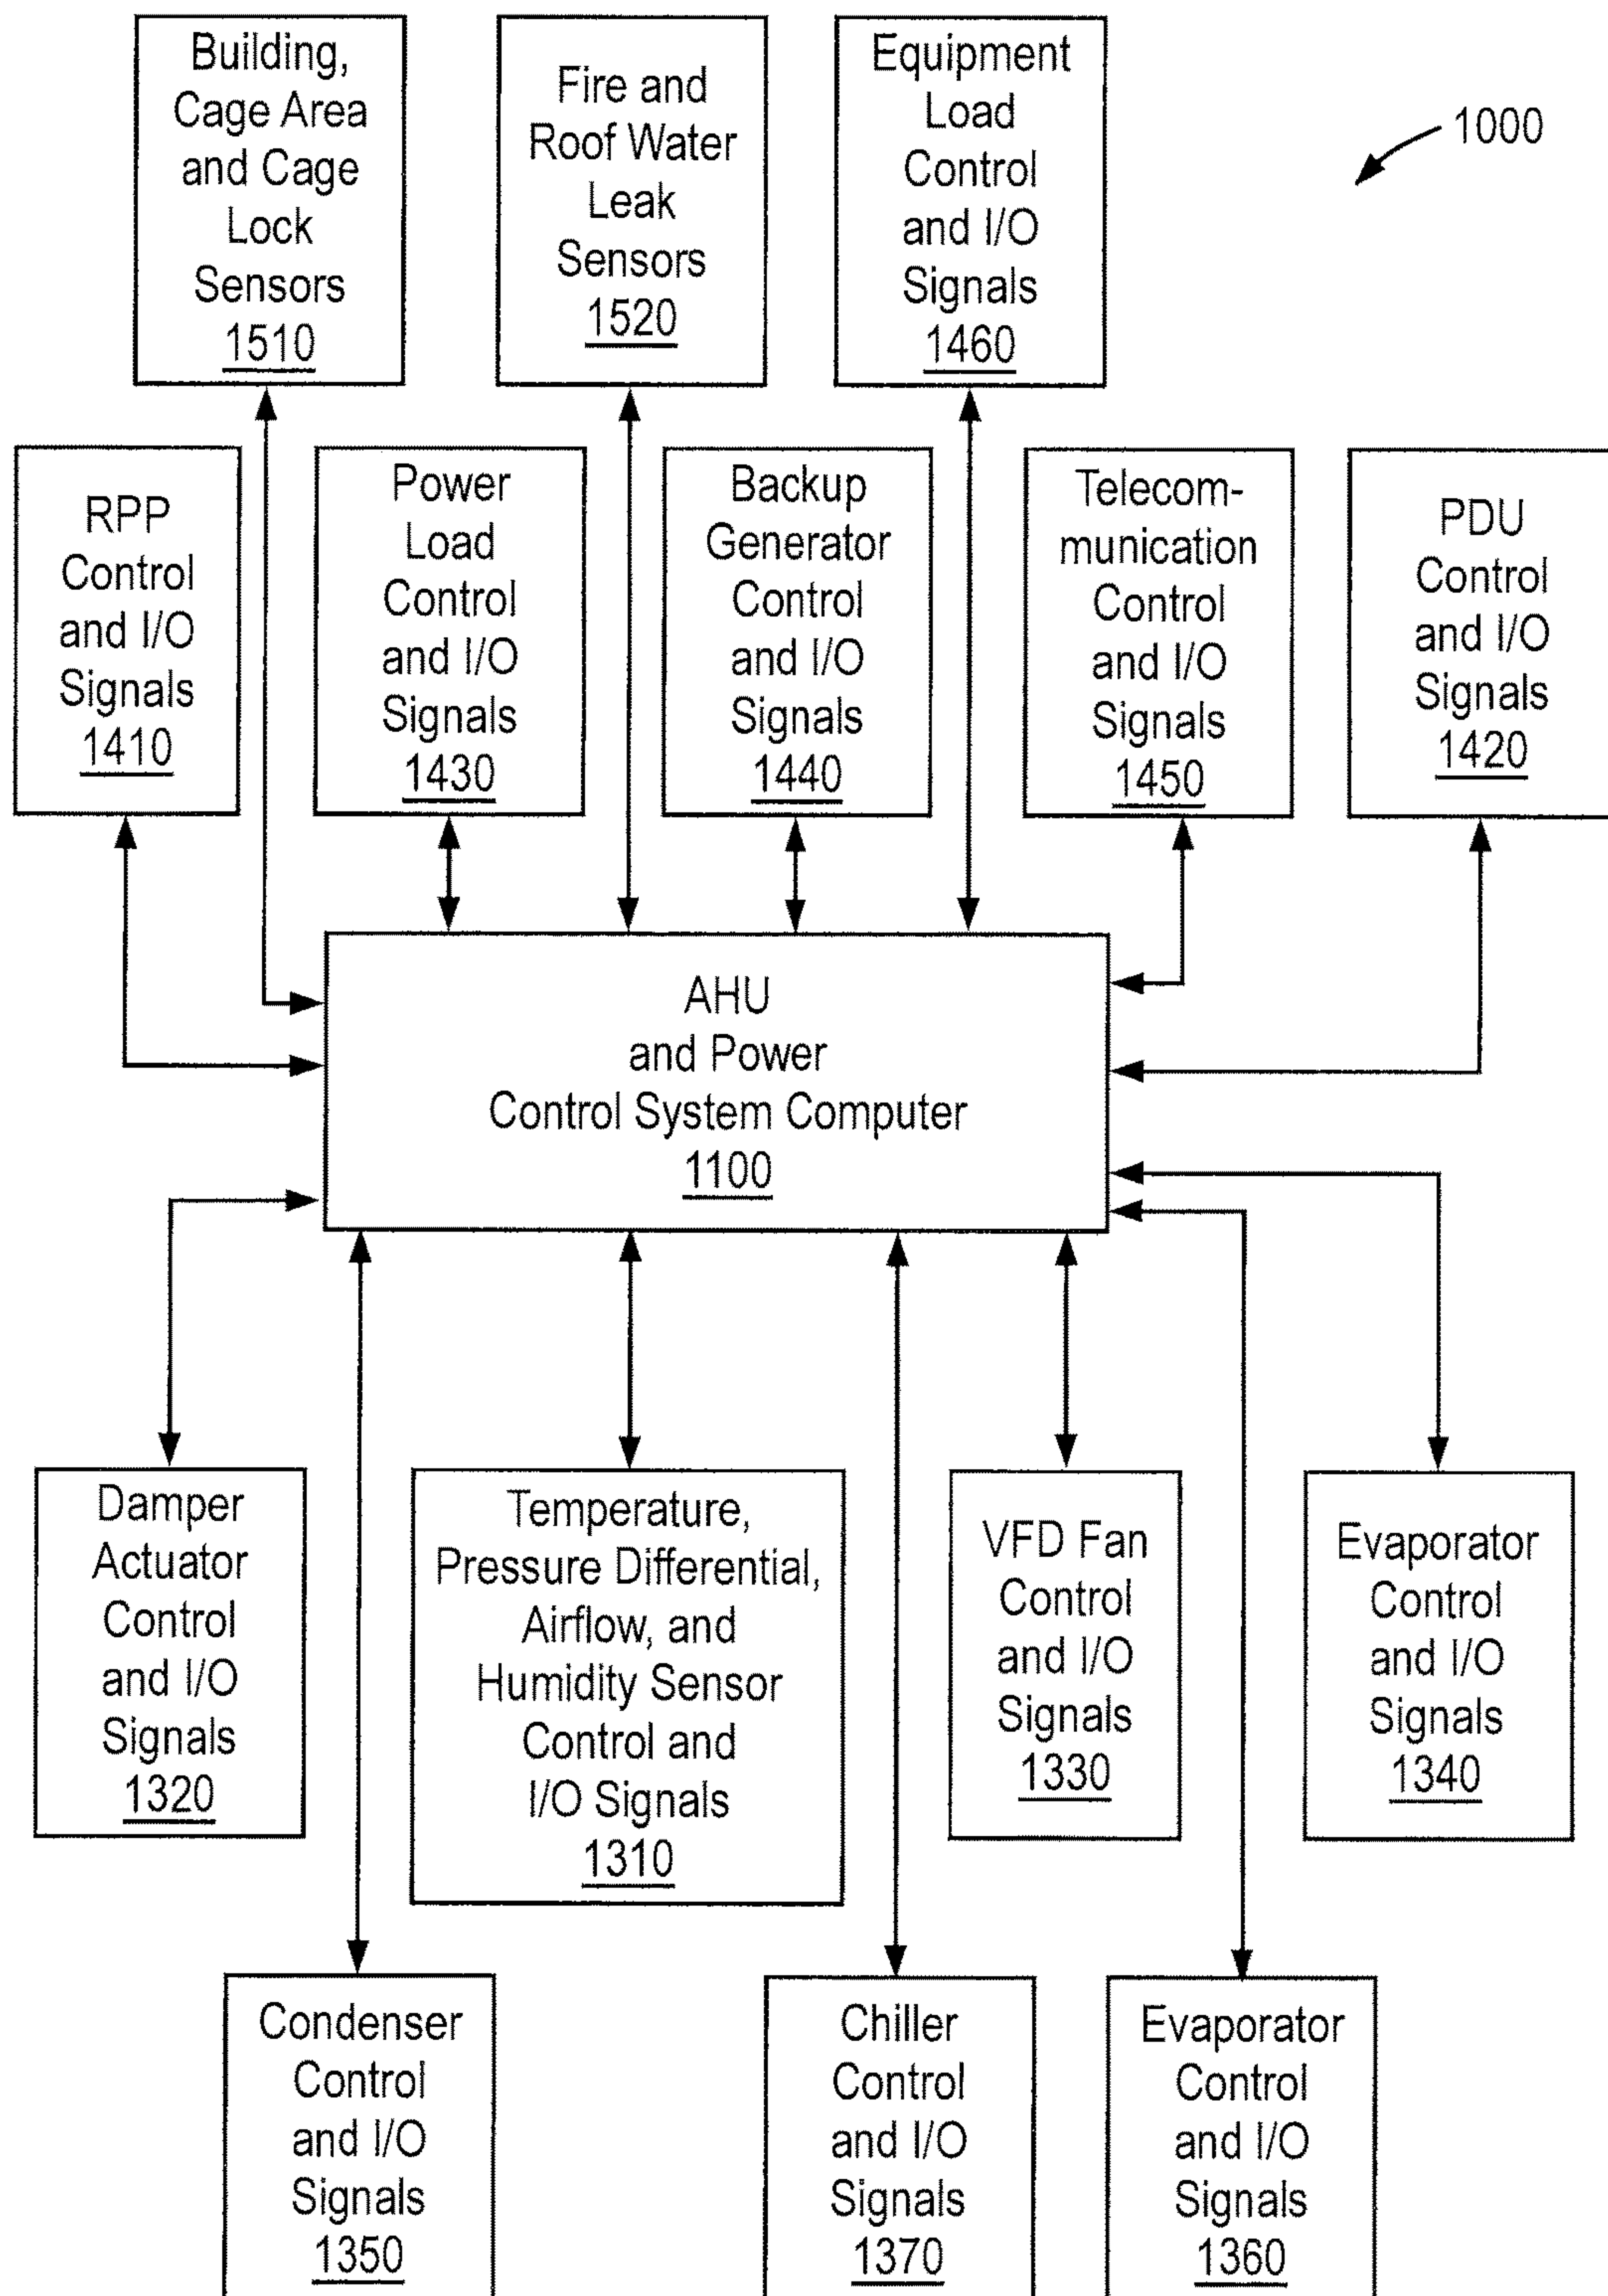 Building,
Cage Area
and Cage
Lock
Sensors
1510
Fire and
Roof Water
Leak
Sensors
1520
Equipment
Load
Control
and I/O
Signals
1460
1000
RPP
Control
and I/O
Signals
1410
Power
Load
Control
and I/O
Signals
1430
Backup
Generator
Control
and I/O
Signals
1440
Telecom-
munication
Control
and I/O
Signals
1450
PDU
Control
and I/O
Signals
1420
AHU
and Power
Control System Computer
1100
Damper
Actuator
Control
and I/O
Signals
1320
Temperature,
Pressure Differential,
Airflow, and
Humidity Sensor
Control and
I/O Signals
1310
VFD Fan
Control
and I/O
Signals
1330
Evaporator
Control
and I/O
Signals
1340
Condenser
Control
and I/O
Signals
1350
Chiller
Control
and I/O
Signals
1370
Evaporator
Control
and I/O
Signals
1360